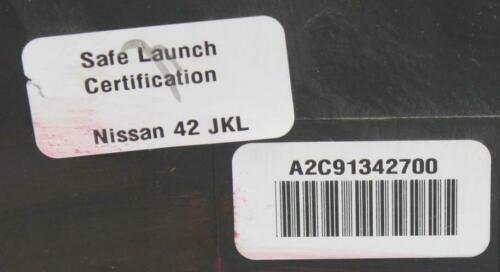 Safe Launch
Certification
Nissan 42 JKL
A2C91342700